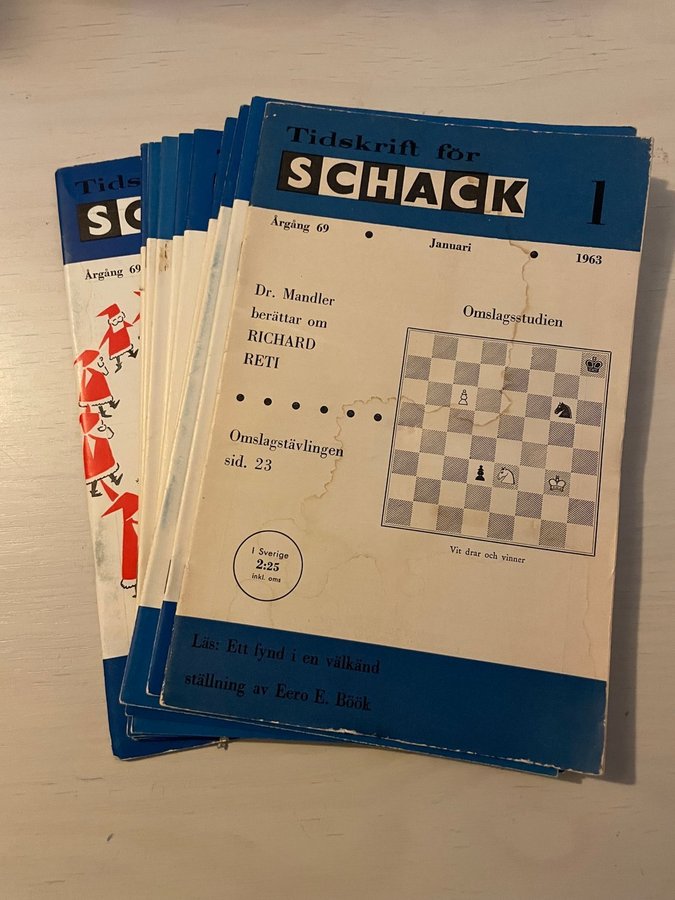 Tidskrift för
SCHACK
1
Årgång 69 • Januari • 1963
Dr. Mandler
berättar om
RICHARD
RETI
Omslagstävlingen
sid. 23
Omslagsstudien
Vit drar och vinner
I Sverige
2:25
inkl. oms
Läs: Ett fynd i en välkänd
ställning av Eero E. Böök
Tids
SC
Årgång 69